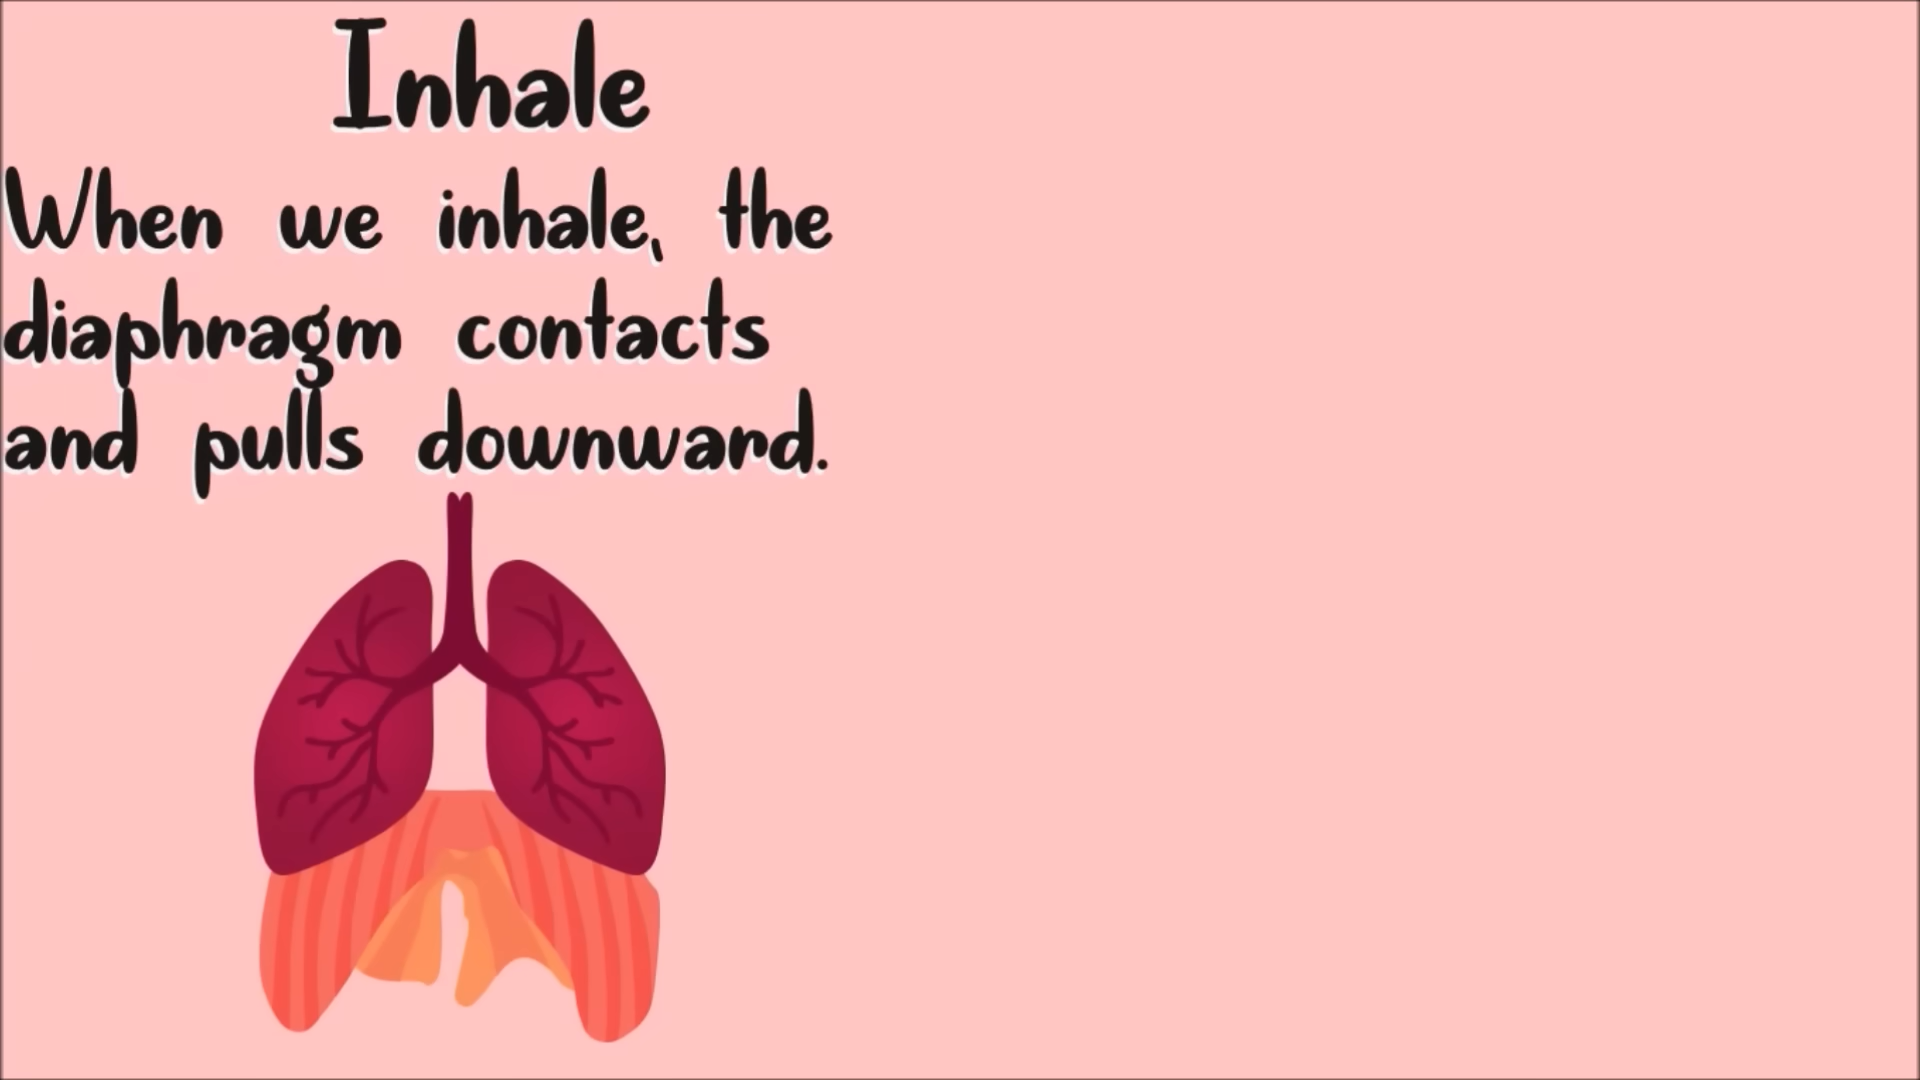 Inhale
When we inhale, the
diaphragm contacts
and pulls downward.